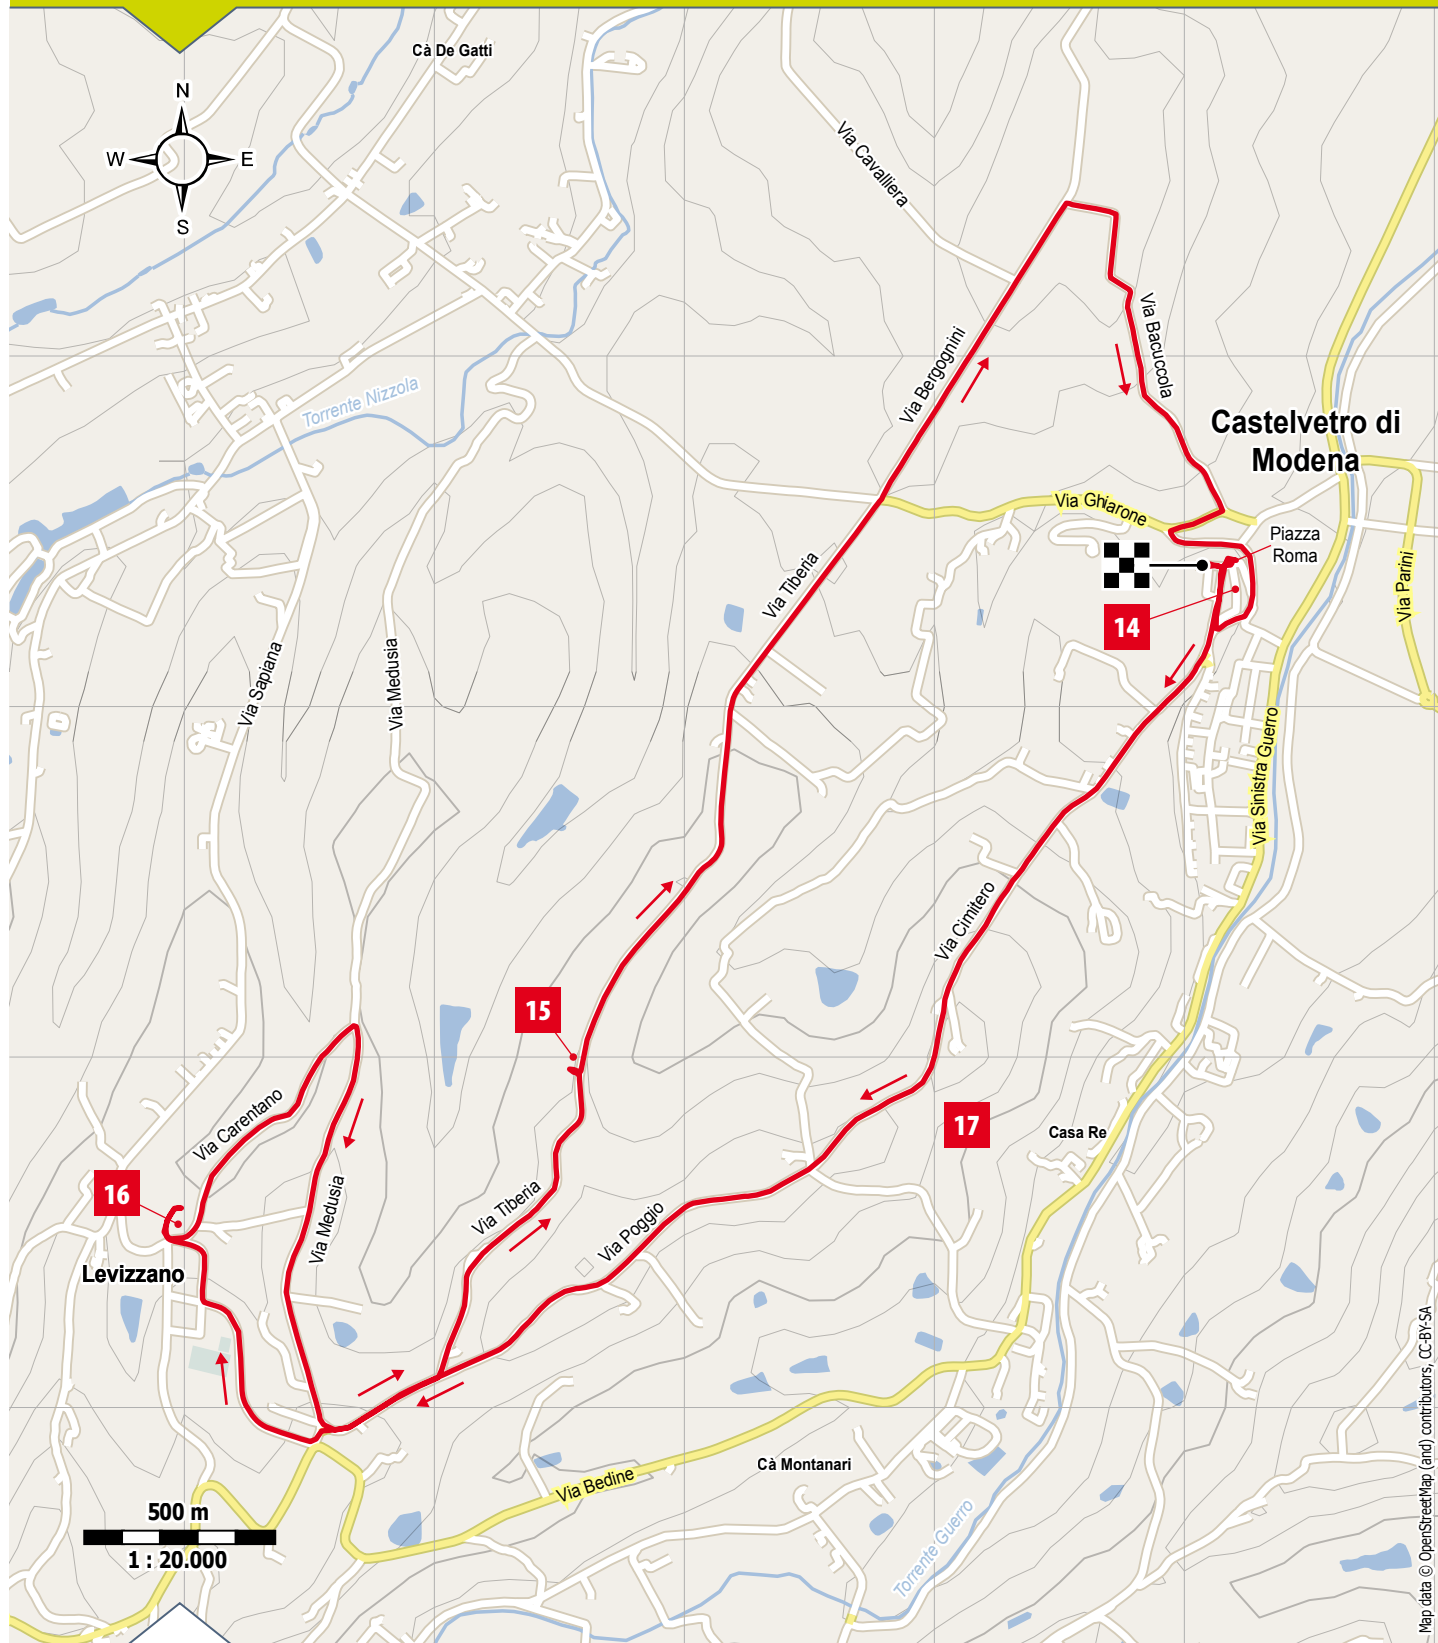 Cà De Gatti
N
W
E
S
Via Cavalliera
Via Bergognini
Via Bacuccola
Torrente Nizzola
Castelvetro di
Modena
Via Ghiarone
Piazza
Roma
Via Parini
Via Tiberia
14
Via Sapiana
Via Medusia
Via Sinistra Guerro
Via Cimitero
15
Via Carentano
17
Casa Re
16
Via Medusia
Via Tiberia
Via Poggio
Levizzano
Cà Montanari
Via Bedine
Torrente Guerro
500 m
1 : 20.000
Map data © OpenStreetMap (and) contributors, CC-BY-SA